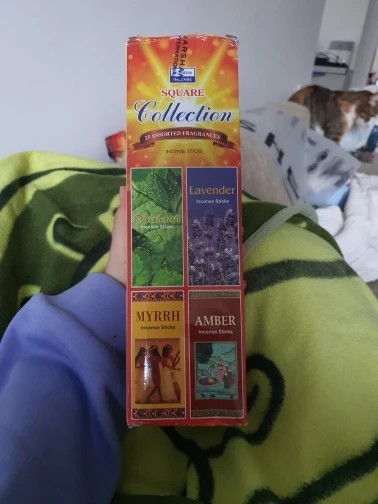 SQUARE
Collection
25 ASSORTED FRAGRANCES
INCENSE STICKS
Patchouli
Incense Sticks
Lavender
Incense Sticks
MYRRH
Incense Sticks
AMBER
Incense Sticks